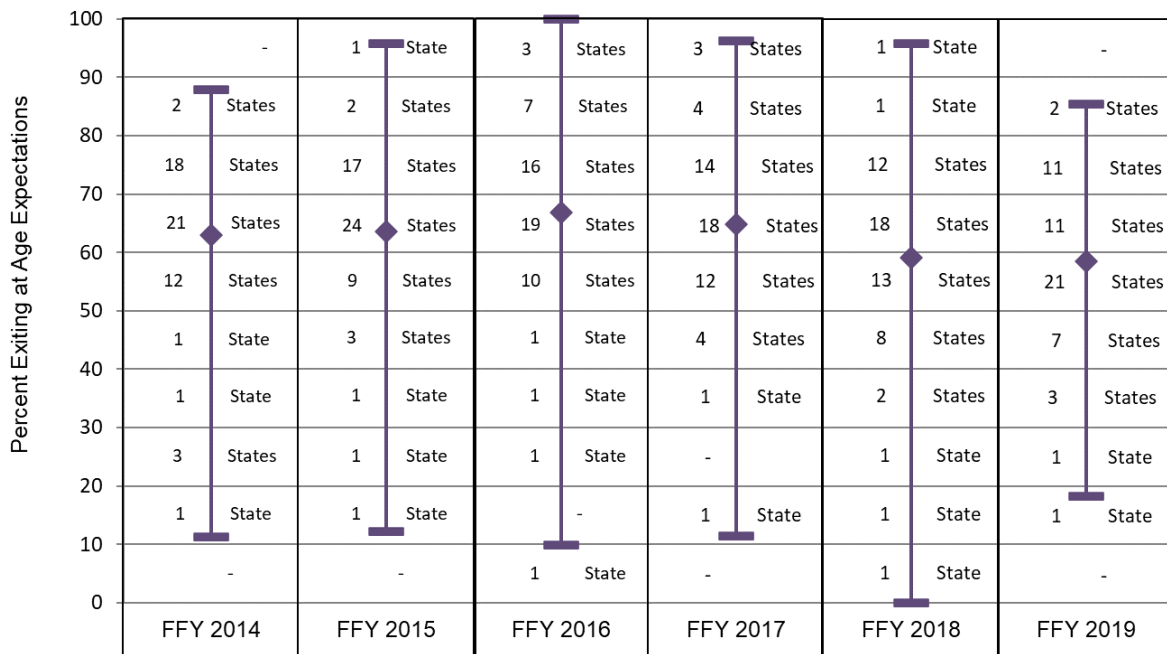 Percent Exiting at Age Expectations
100
- 1 State 3 States 3 States 1 State -
90
2 States 2 States 7 States 4 States 1 State 2 States
80
18 States 17 States 16 States 14 States 12 States 11 States
70
21 States 24 States 19 States 18 States 18 States 11 States
60
12 States 9 States 10 States 12 States 13 States 21 States
50
1 State 3 States 1 State 4 States 8 States 7 States
40
1 State 1 State 1 State 1 State 2 States 3 States
30
3 States 1 State 1 State - 1 State 1 State
20
1 State 1 State - 1 State 1 State 1 State
10
- - 1 State - 1 State -
0
FFY 2014 FFY 2015 FFY 2016 FFY 2017 FFY 2018 FFY 2019